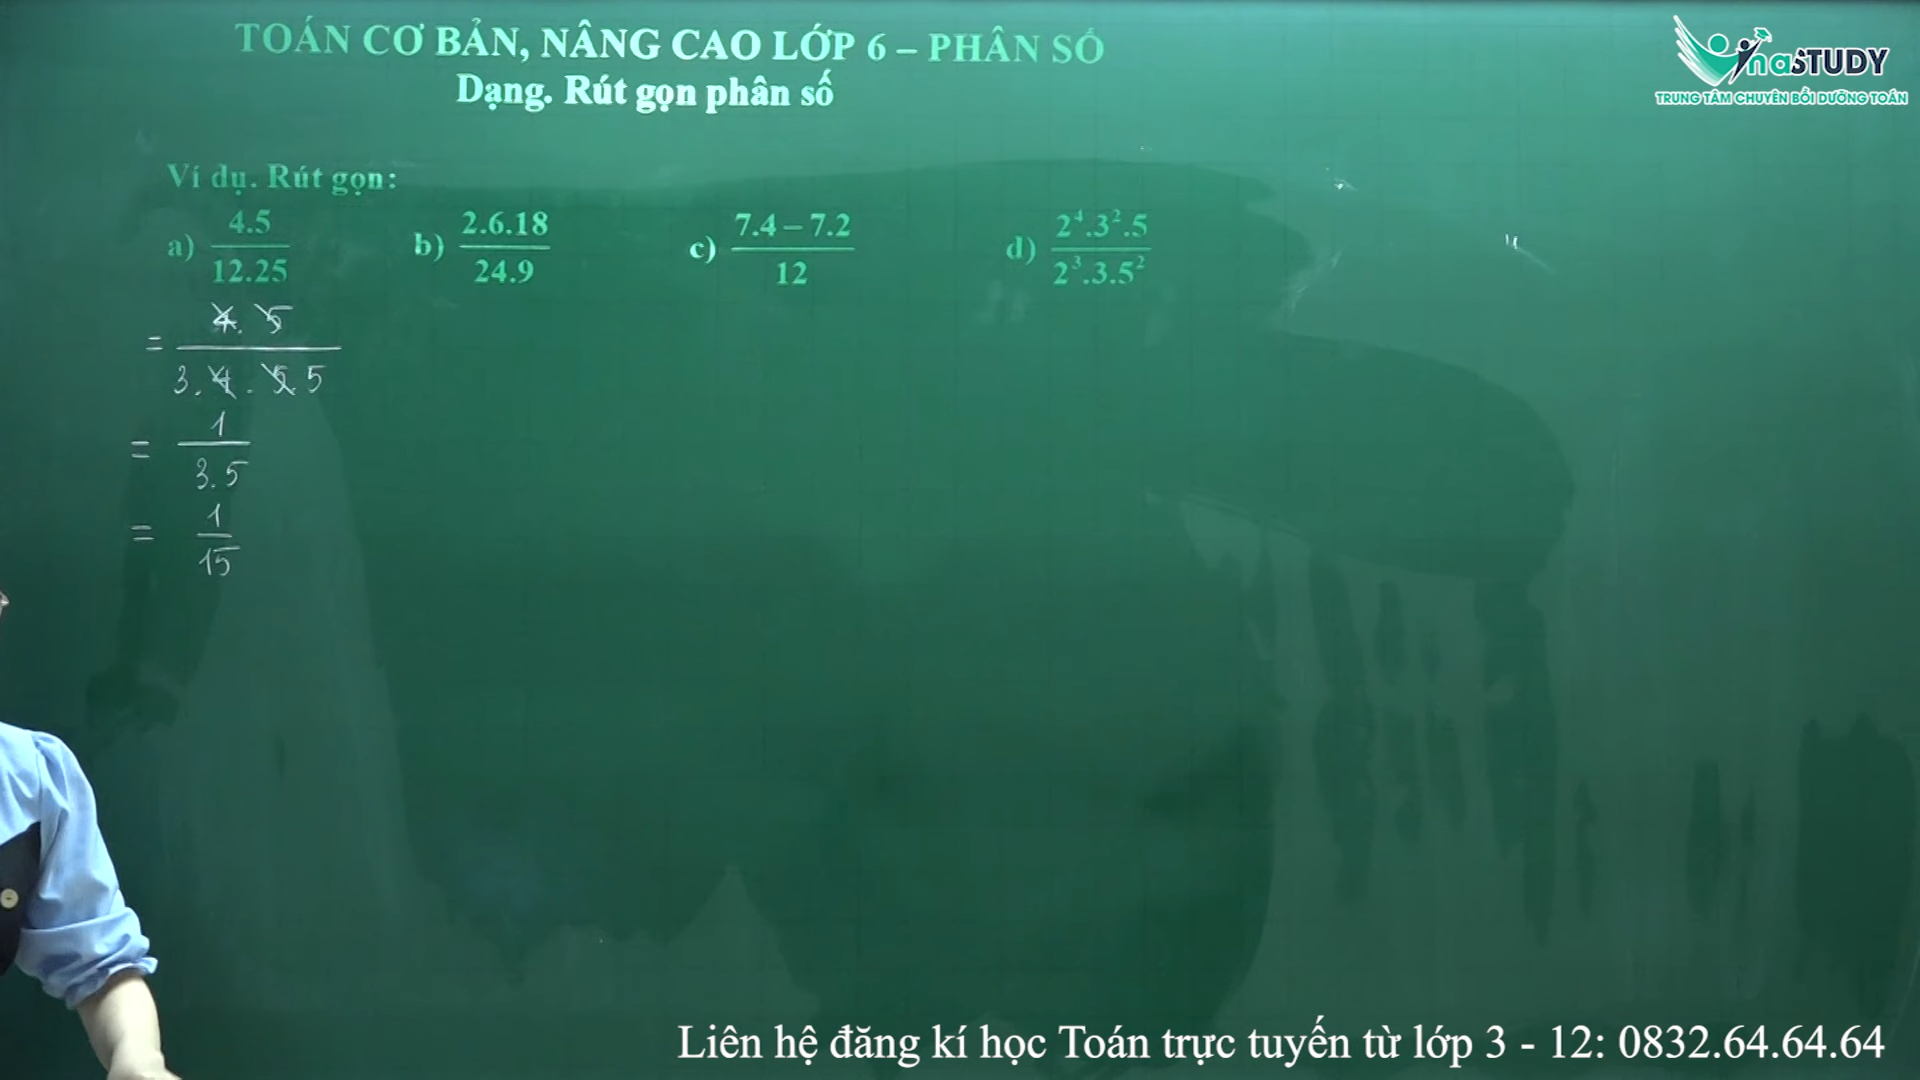 TOÁN CƠ BẢN, NÂNG CAO LỚP 6 – PHÂN SỐ
Dạng. Rút gọn phân số
VinaSTUDY
TRUNG TÂM CHUYÊN BỒI DƯỠNG TOÁN
Ví dụ. Rút gọn:
a) 4.5 / 12.25 b) 2.6.18 / 24.9 c) 7.4 – 7.2 / 12 d) 2⁴.3².5 / 2³.3.5²
= 4. 5 / 3. 4. 5. 5
= 1 / 3.5
= 1 / 15
Liên hệ đăng kí học Toán trực tuyến từ lớp 3 - 12: 0832.64.64.64